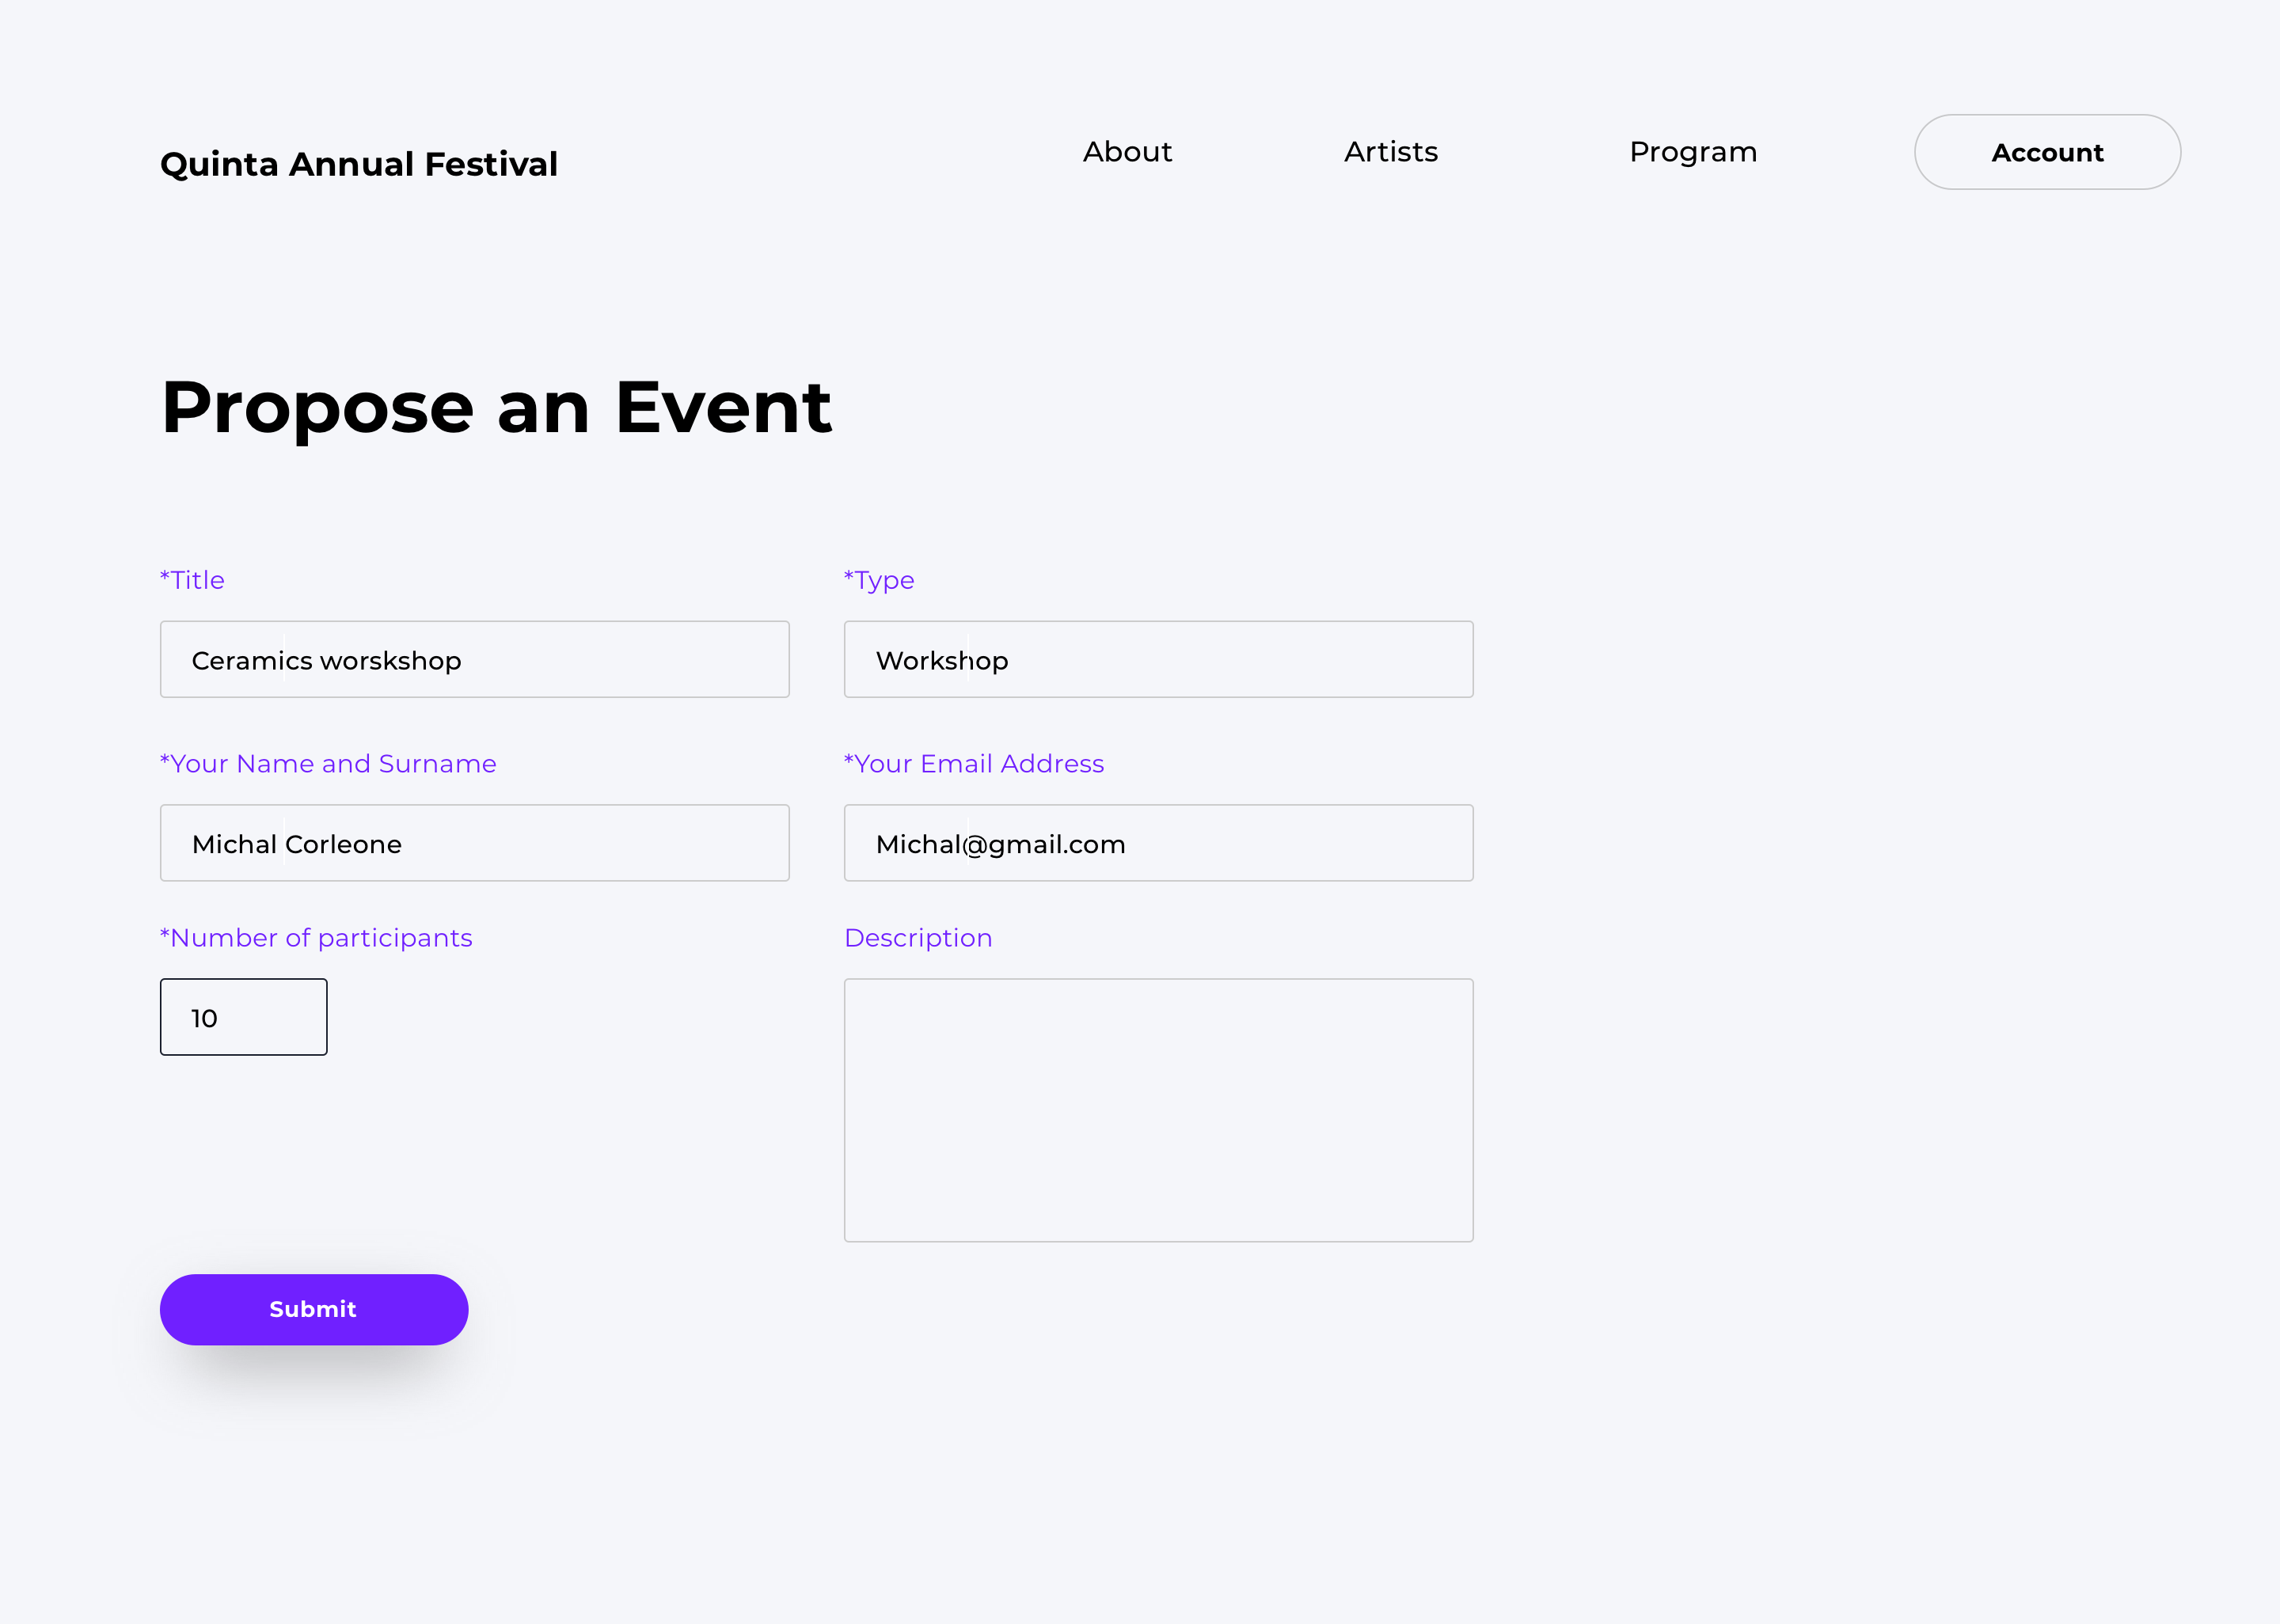 Quinta Annual Festival
About
Artists
Program
Account
Propose an Event
*Title
*Type
Ceramics worskshop
Workshop
*Your Name and Surname
*Your Email Address
Michal Corleone
Michal@gmail.com
*Number of participants
Description
10
Submit